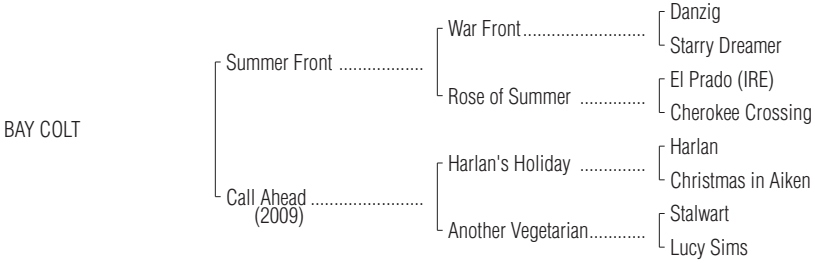 Danzig
War Front..........................
Starry Dreamer
Summer Front ..................
El Prado (IRE)
Rose of Summer ..............
Cherokee Crossing
BAY COLT
Harlan
Harlan's Holiday ..............
Christmas in Aiken
Call Ahead ........................
(2009)
Stalwart
Another Vegetarian............
Lucy Sims